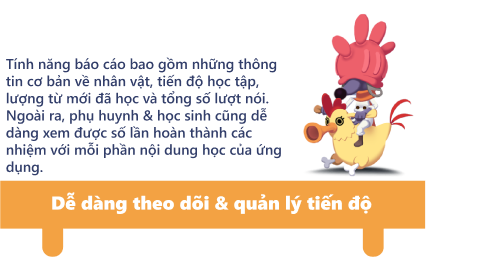 Tính năng báo cáo bao gồm những thông
tin cơ bản về nhân vật, tiến độ học tập,
lượng từ mới đã học và tổng số lượt nói.
Ngoài ra, phụ huynh & học sinh cũng dễ
dàng xem được số lần hoàn thành các
nhiệm với mỗi phần nội dung học của ứng
dụng.
Dễ dàng theo dõi & quản lý tiến độ